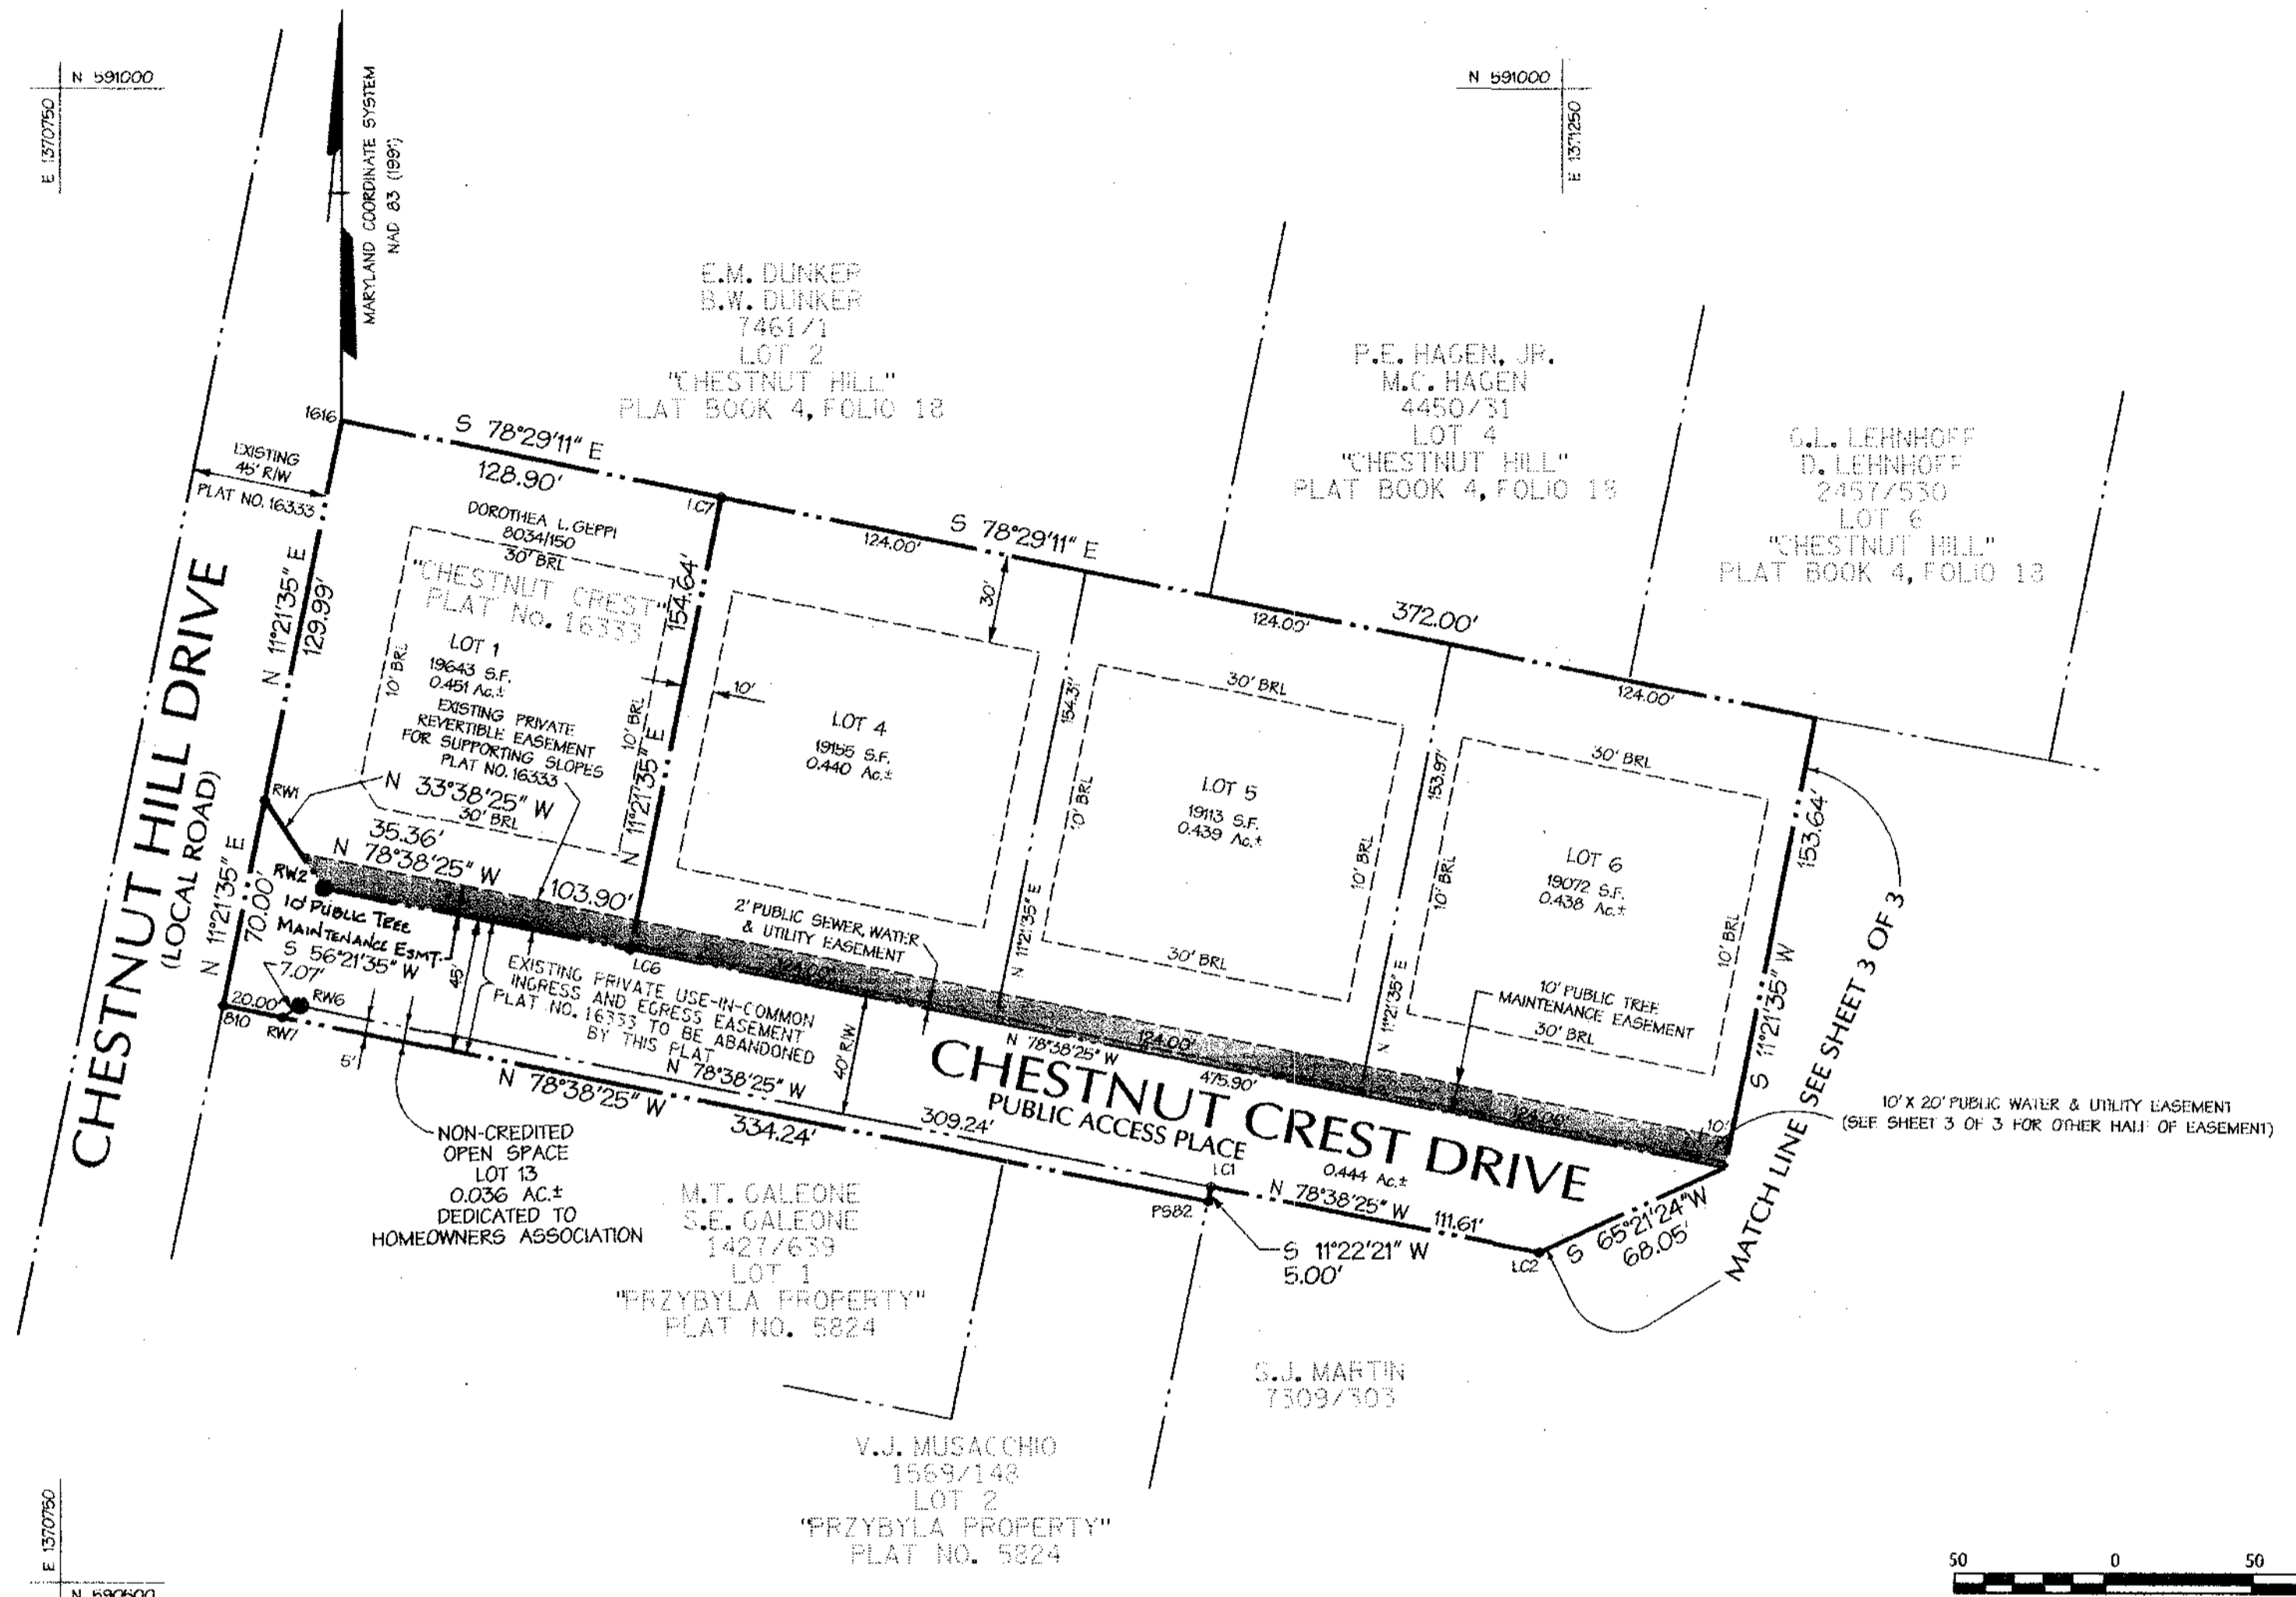 N 591000
E 1370750
MARYLAND COORDINATE SYSTEM
NAD 83 (1991)
N 591000
E 1371250
E.M. DUNKER
B.W. DUNKER
7461/1
LOT 2
"CHESTNUT HILL"
PLAT BOOK 4, FOLIO 18
P.E. HAGEN, JR.
M.C. HAGEN
4450/31
LOT 4
"CHESTNUT HILL"
PLAT BOOK 4, FOLIO 18
G.L. LEHNHOFF
D. LEHNHOFF
2457/530
LOT 6
"CHESTNUT HILL"
PLAT BOOK 4, FOLIO 18
1616
EXISTING
45' R/W
PLAT NO. 16333
S 78°29'11" E
128.90'
LC7
S 78°29'11" E
124.00'
30'
124.00'
372.00'
124.00'
CHESTNUT HILL DRIVE
(LOCAL ROAD)
N 11°21'35" E
129.99'
DOROTHEA L. GEPPI
8034/150
30' BRL
"CHESTNUT CREST"
PLAT No. 16333
LOT 1
19643 S.F.
0.451 Ac.±
10' BRL
10' BRL
EXISTING PRIVATE
REVERTIBLE EASEMENT
FOR SUPPORTING SLOPES
PLAT NO. 16333
N 33°38'25" W
35.36'
30' BRL
154.64'
N 11°21'35" E
10'
LOT 4
19155 S.F.
0.440 Ac.±
154.31'
N 11°21'35" E
30' BRL
10' BRL
LOT 5
19113 S.F.
0.439 Ac.±
10' BRL
30' BRL
153.97'
N 11°21'35" E
30' BRL
10' BRL
LOT 6
19072 S.F.
0.438 Ac.±
10' BRL
30' BRL
153.64'
S 11°21'35" W
MATCH LINE SEE SHEET 3 OF 3
RW1
N 78°38'25" W
103.90'
RW2
10' PUBLIC TREE
MAINTENANCE ESMT.
N 11°21'35" E
70.00'
S 56°21'35" W
7.07'
RW6
20.00'
810
RW7
5'
45'
LC6
2' PUBLIC SEWER, WATER
& UTILITY EASEMENT
124.00'
EXISTING PRIVATE USE-IN-COMMON
INGRESS AND EGRESS EASEMENT
PLAT NO. 16333 TO BE ABANDONED
BY THIS PLAT
40' R/W
10' PUBLIC TREE
MAINTENANCE EASEMENT
N 78°38'25" W
124.00'
475.90'
124.00'
10'
10' X 20' PUBLIC WATER & UTILITY EASEMENT
(SEE SHEET 3 OF 3 FOR OTHER HALF OF EASEMENT)
CHESTNUT CREST DRIVE
PUBLIC ACCESS PLACE
0.444 Ac.±
N 78°38'25" W
309.24'
N 78°38'25" W
334.24'
LC1
PS82
N 78°38'25" W
111.61'
S 11°22'21" W
5.00'
LC2
S 65°21'24" W
68.05'
NON-CREDITED
OPEN SPACE
LOT 13
0.036 AC.±
DEDICATED TO
HOMEOWNERS ASSOCIATION
M.T. GALEONE
S.E. GALEONE
1427/639
LOT 1
"PRZYBYLA PROPERTY"
PLAT NO. 5824
S.J. MARTIN
7309/303
V.J. MUSACCHIO
1569/148
LOT 2
"PRZYBYLA PROPERTY"
PLAT NO. 5824
E 1370750
N 590500
50 0 50